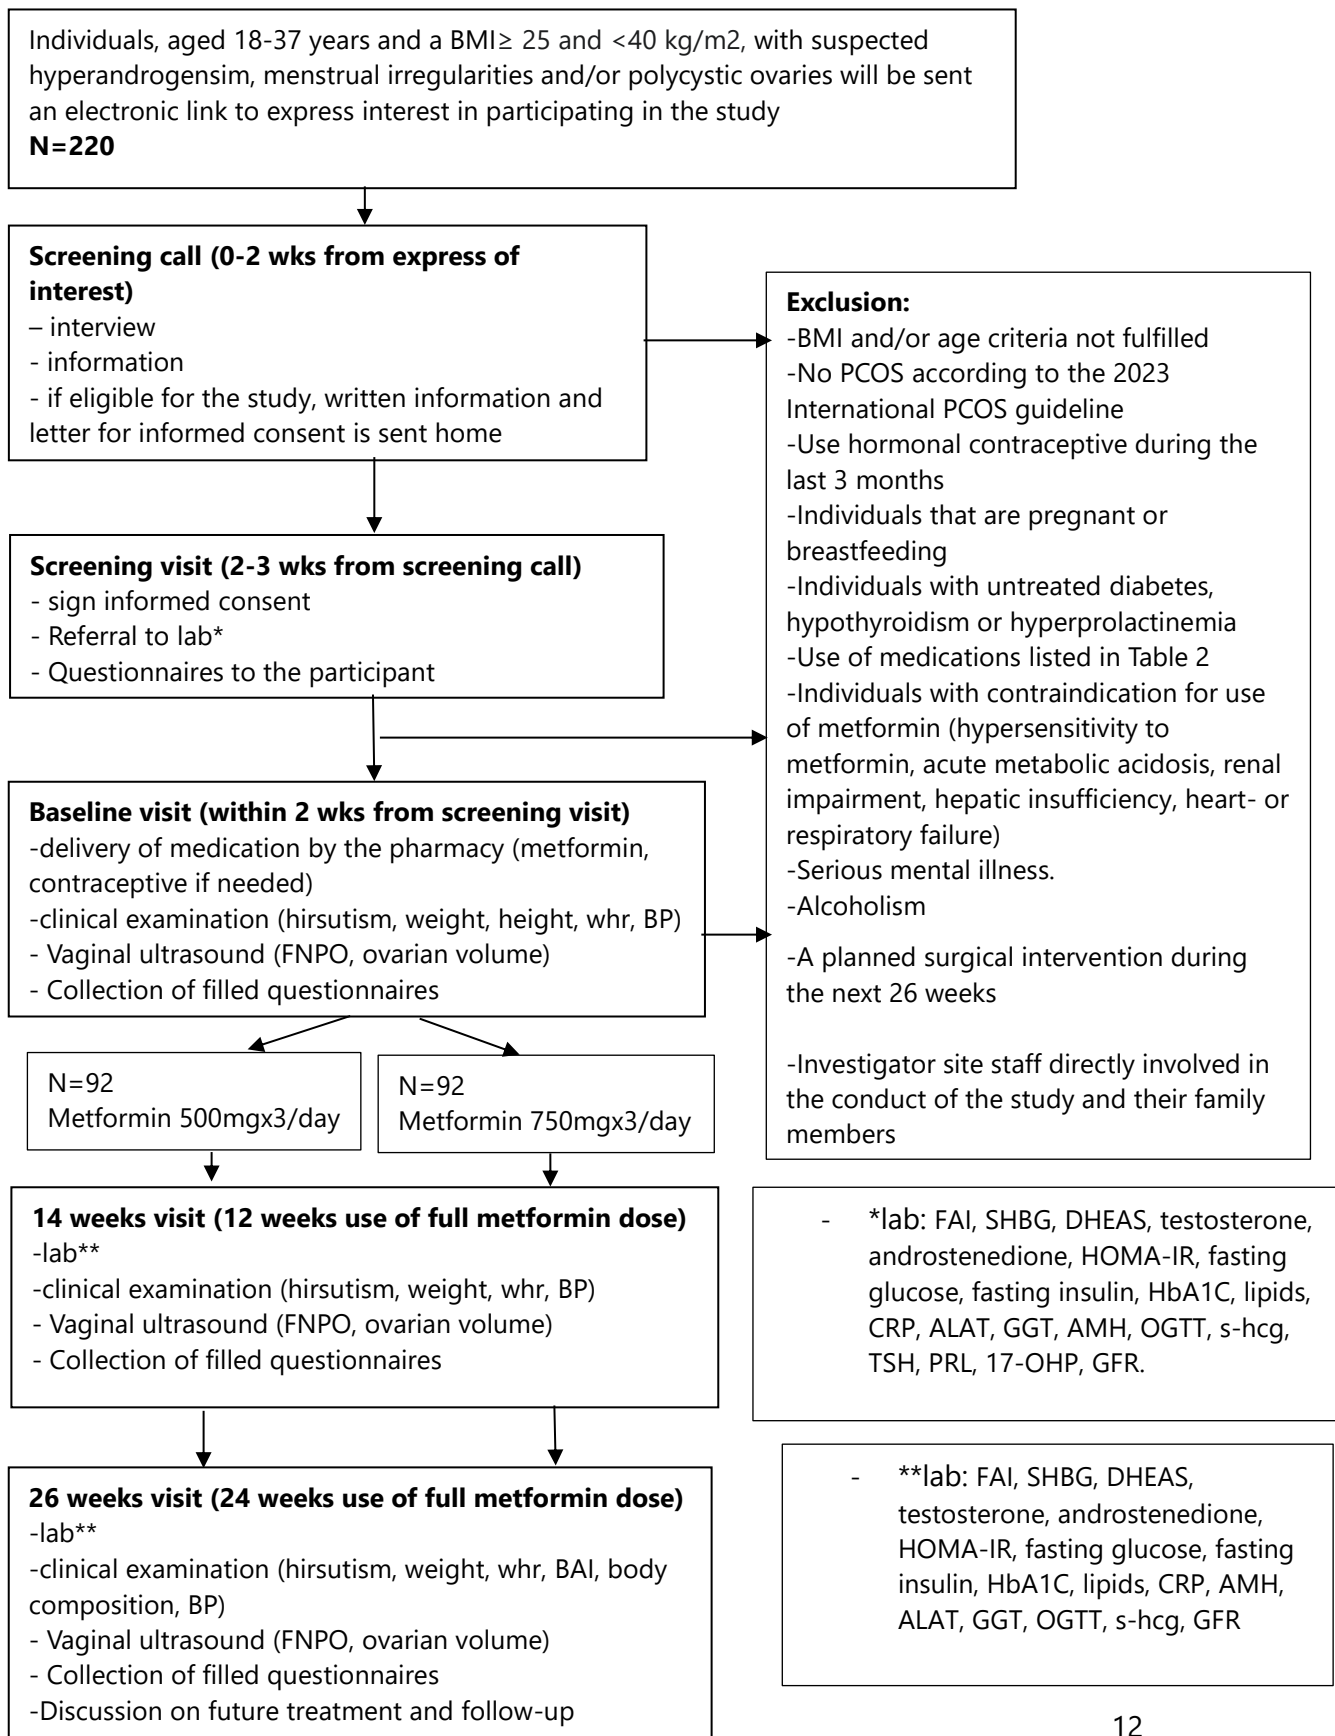 Individuals, aged 18-37 years and a BMI≥ 25 and <40 kg/m2, with suspected
hyperandrogensim, menstrual irregularities and/or polycystic ovaries will be sent
an electronic link to express interest in participating in the study
N=220
Screening call (0-2 wks from express of
interest)
– interview
- information
- if eligible for the study, written information and
letter for informed consent is sent home
Exclusion:
-BMI and/or age criteria not fulfilled
-No PCOS according to the 2023
International PCOS guideline
-Use hormonal contraceptive during the
last 3 months
-Individuals that are pregnant or
breastfeeding
-Individuals with untreated diabetes,
hypothyroidism or hyperprolactinemia
-Use of medications listed in Table 2
-Individuals with contraindication for use
of metformin (hypersensitivity to
metformin, acute metabolic acidosis, renal
impairment, hepatic insufficiency, heart- or
respiratory failure)
-Serious mental illness.
-Alcoholism
-A planned surgical intervention during
the next 26 weeks
-Investigator site staff directly involved in
the conduct of the study and their family
members
Screening visit (2-3 wks from screening call)
- sign informed consent
- Referral to lab*
- Questionnaires to the participant
Baseline visit (within 2 wks from screening visit)
-delivery of medication by the pharmacy (metformin,
contraceptive if needed)
-clinical examination (hirsutism, weight, height, whr, BP)
- Vaginal ultrasound (FNPO, ovarian volume)
- Collection of filled questionnaires
N=92
Metformin 500mgx3/day
N=92
Metformin 750mgx3/day
14 weeks visit (12 weeks use of full metformin dose)
-lab**
-clinical examination (hirsutism, weight, whr, BP)
- Vaginal ultrasound (FNPO, ovarian volume)
- Collection of filled questionnaires
- *lab: FAI, SHBG, DHEAS, testosterone,
androstenedione, HOMA-IR, fasting
glucose, fasting insulin, HbA1C, lipids,
CRP, ALAT, GGT, AMH, OGTT, s-hcg,
TSH, PRL, 17-OHP, GFR.
26 weeks visit (24 weeks use of full metformin dose)
-lab**
-clinical examination (hirsutism, weight, whr, BAI, body
composition, BP)
- Vaginal ultrasound (FNPO, ovarian volume)
- Collection of filled questionnaires
-Discussion on future treatment and follow-up
- **lab: FAI, SHBG, DHEAS,
testosterone, androstenedione,
HOMA-IR, fasting glucose, fasting
insulin, HbA1C, lipids, CRP, AMH,
ALAT, GGT, OGTT, s-hcg, GFR
12